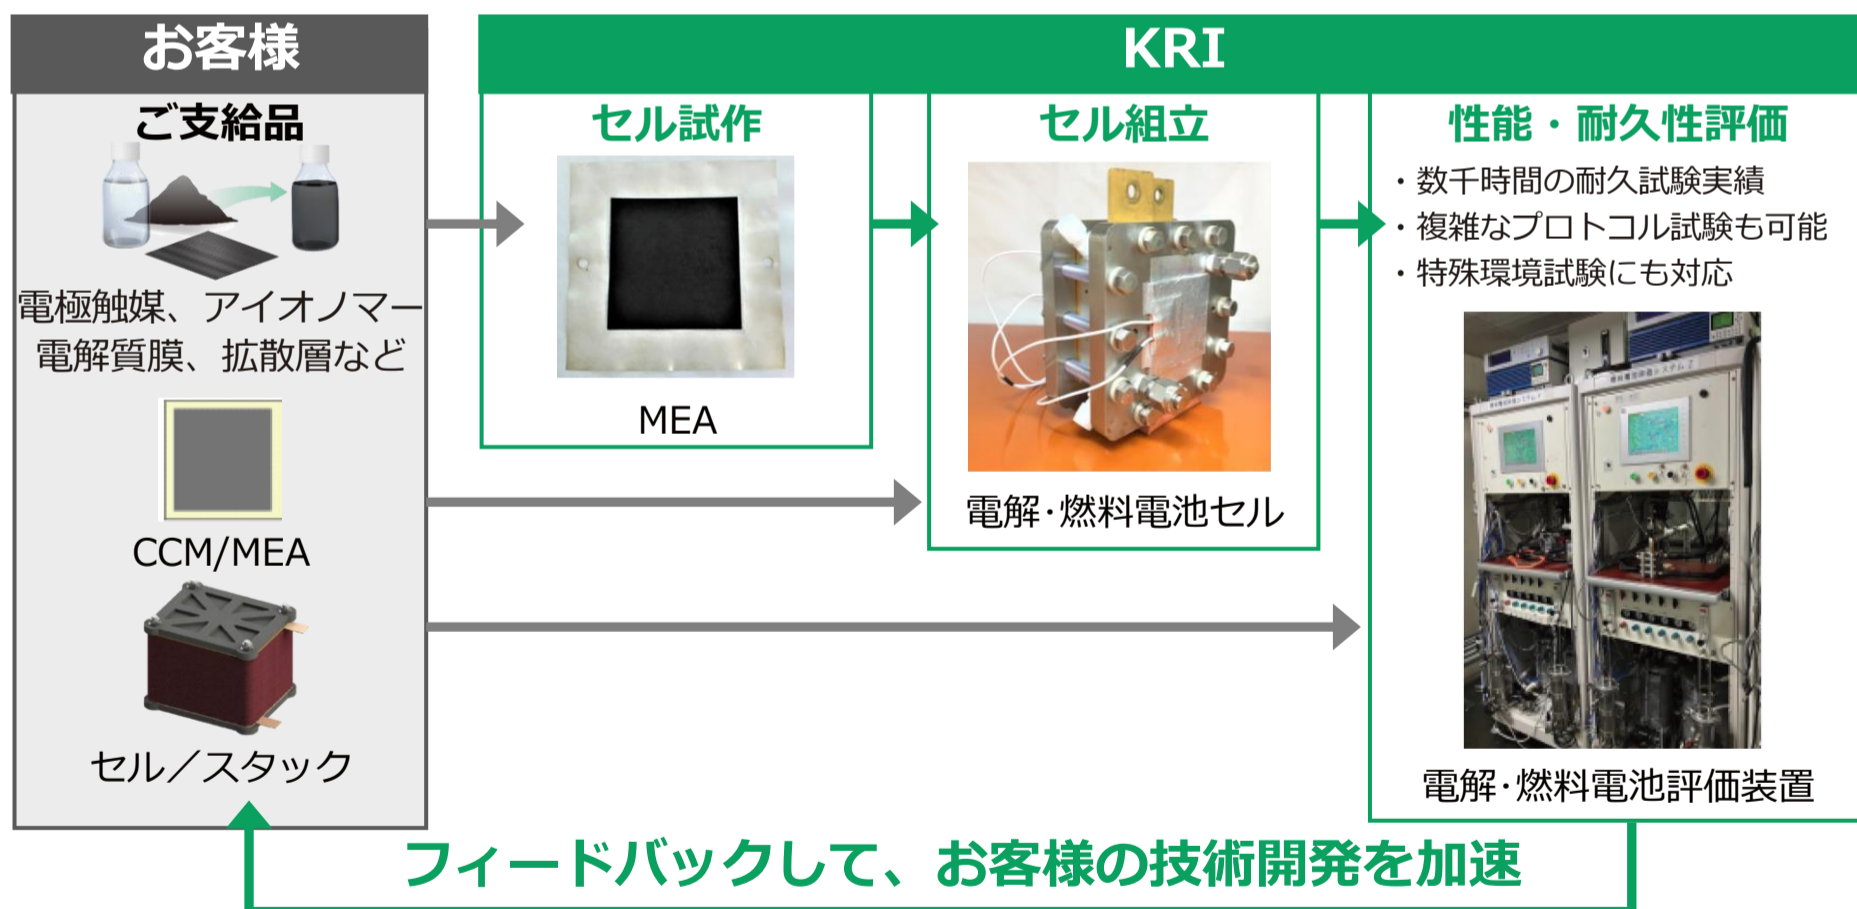 お客様
KRI
ご支給品
電極触媒、アイオノマー
電解質膜、拡散層など
CCM/MEA
セル／スタック
セル試作
MEA
セル組立
電解･燃料電池セル
性能・耐久性評価
・数千時間の耐久試験実績
・複雑なプロトコル試験も可能
・特殊環境試験にも対応
電解･燃料電池評価装置
フィードバックして、お客様の技術開発を加速